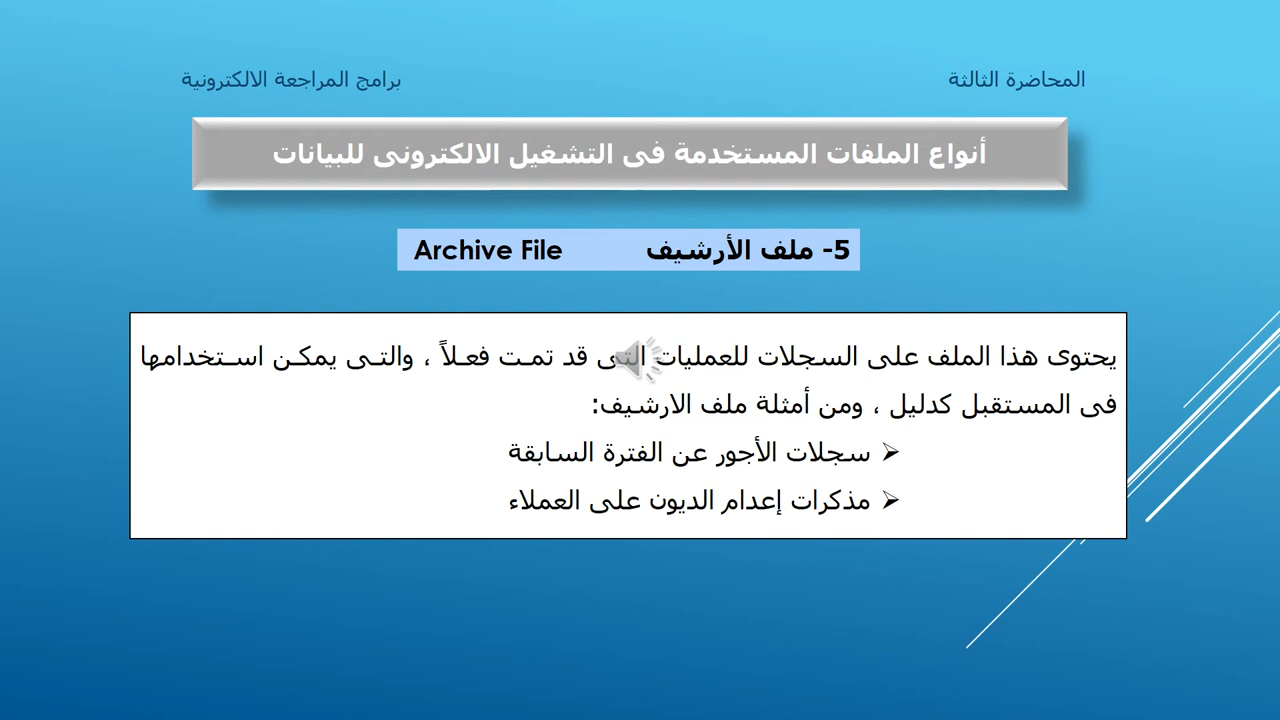 المحاضرة الثالثة
برامج المراجعة الالكترونية
أنواع الملفات المستخدمة فى التشغيل الالكترونى للبيانات
5- ملف الأرشيف Archive File
يحتوى هذا الملف على السجلات للعمليات التى قد تمت فعلاً ، والتى يمكن استخدامها
فى المستقبل كدليل ، ومن أمثلة ملف الارشيف:
➢ سجلات الأجور عن الفترة السابقة
➢ مذكرات إعدام الديون على العملاء